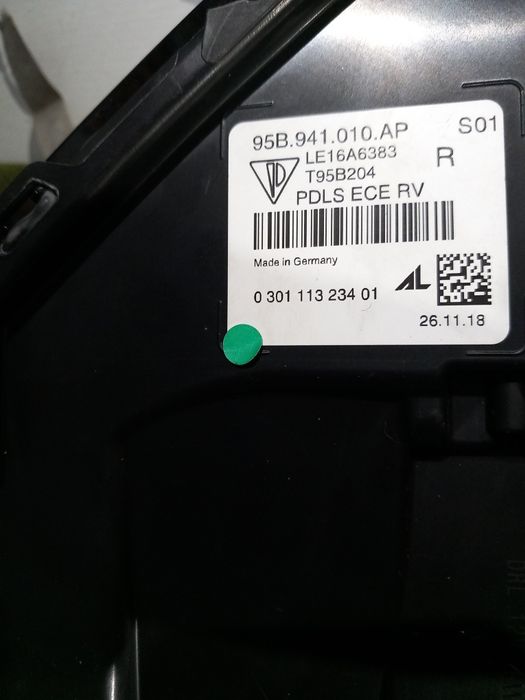 95B.941.010.AP S01
LE16A6383 R
T95B204
PDLS ECE RV
Made in Germany
AL
0 301 113 234 01
26.11.18